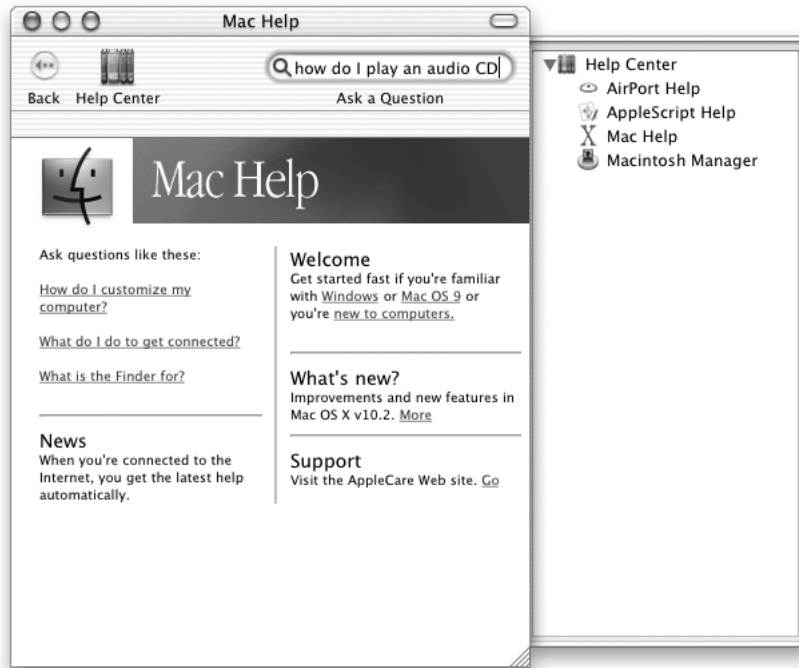 Mac Help
how do I play an audio CD
Back Help Center
Ask a Question
Mac Help
Ask questions like these:
How do I customize my
computer?
What do I do to get connected?
What is the Finder for?
News
When you're connected to the
Internet, you get the latest help
automatically.
Welcome
Get started fast if you're familiar
with Windows or Mac OS 9 or
you're new to computers.
What's new?
Improvements and new features in
Mac OS X v10.2. More
Support
Visit the AppleCare Web site. Go
Help Center
AirPort Help
AppleScript Help
Mac Help
Macintosh Manager